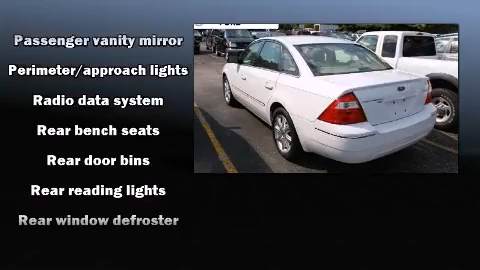 Passenger vanity mirror
Perimeter/approach lights
Radio data system
Rear bench seats
Rear door bins
Rear reading lights
Rear window defroster